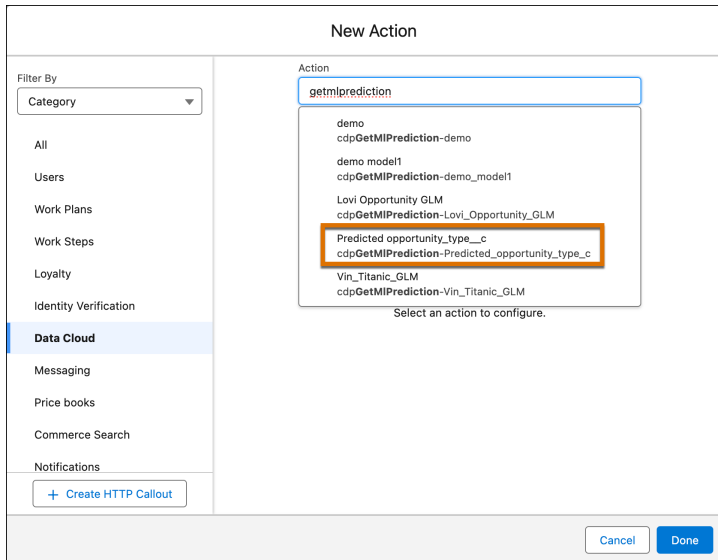 New Action
Filter By
Category
All
Users
Work Plans
Work Steps
Loyalty
Identity Verification
Data Cloud
Messaging
Price books
Commerce Search
Notifications
+ Create HTTP Callout
Action
getmlprediction
demo
cdpGetMlPrediction-demo
demo model1
cdpGetMlPrediction-demo_model1
Lovi Opportunity GLM
cdpGetMlPrediction-Lovi_Opportunity_GLM
Predicted opportunity_type__c
cdpGetMlPrediction-Predicted_opportunity_type_c
Vin_Titanic_GLM
cdpGetMlPrediction-Vin_Titanic_GLM
Select an action to configure.
Cancel
Done